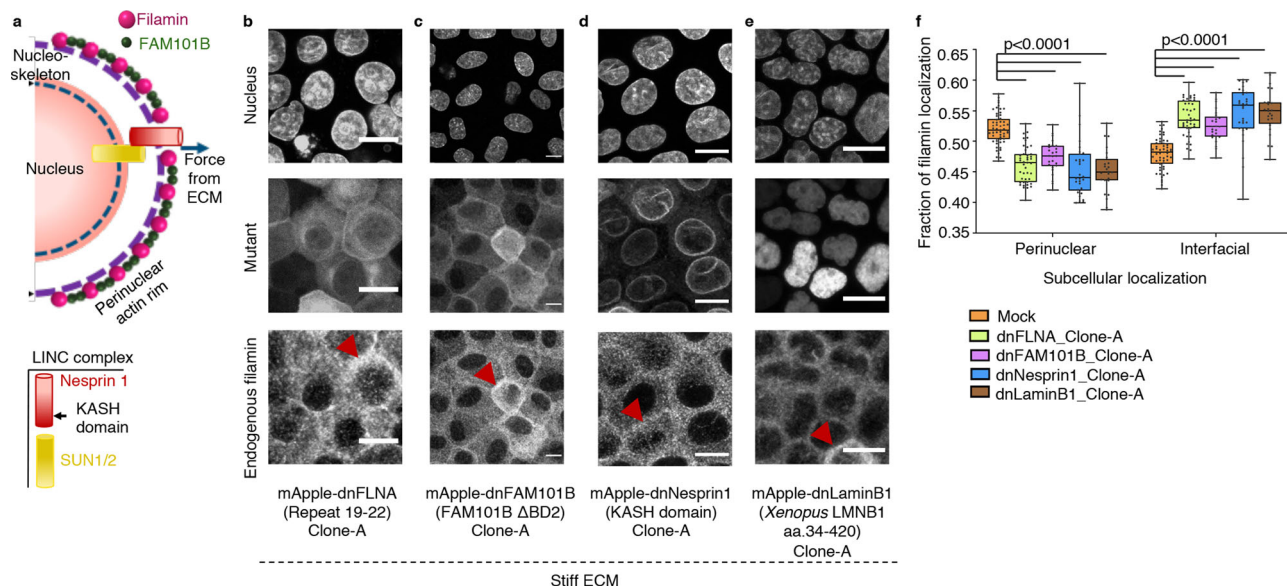 a
Filamin
FAM101B
Nucleo-
skeleton
Nucleus
Force
from
ECM
Perinuclear
actin rim
LINC complex
Nesprin 1
KASH
domain
SUN1/2
b
c
d
e
Nucleus
Mutant
Endogenous filamin
mApple-dnFLNA
(Repeat 19-22)
Clone-A
mApple-dnFAM101B
(FAM101B ΔBD2)
Clone-A
mApple-dnNesprin1
(KASH domain)
Clone-A
mApple-dnLaminB1
(Xenopus LMNB1
aa.34-420)
Clone-A
Stiff ECM
f
p<0.0001
p<0.0001
0.65
0.60
0.55
0.50
0.45
0.40
0.35
Fraction of filamin localization
Perinuclear
Interfacial
Subcellular localization
Mock
dnFLNA_Clone-A
dnFAM101B_Clone-A
dnNesprin1_Clone-A
dnLaminB1_Clone-A